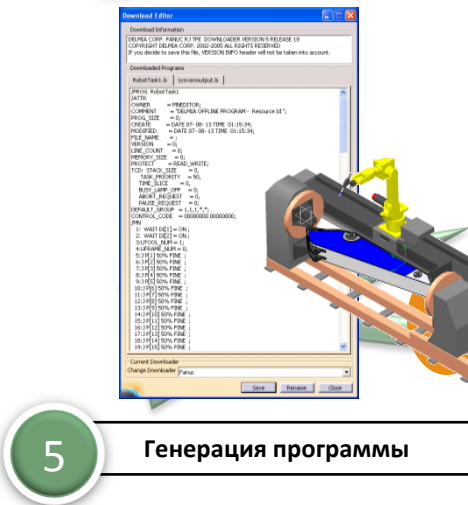 Download Editor
Download Information
DELMIA CORP. FANUC RJ TPE DOWNLOADER VERSION 5 RELEASE 18
COPYRIGHT DELMIA CORP. 2002-2005 ALL RIGHTS RESERVED
If you decide to save this file, VERSION INFO header will not be taken into account.
Downloaded Programs
RobotTask1.ls sysvarsoutput.ls
/PROG RobotTask1
/ATTR
OWNER = MNEDITOR;
COMMENT = "DELMIA OFFLINE PROGRAM - Resource Id";
PROG_SIZE = 0;
CREATE = DATE 07-08-13 TIME 01:15:34;
MODIFIED = DATE 07-08-13 TIME 01:15:34;
FILE_NAME = ;
VERSION = 0;
LINE_COUNT = 0;
MEMORY_SIZE = 0;
PROTECT = READ_WRITE;
TCD: STACK_SIZE = 0,
TASK_PRIORITY = 50,
TIME_SLICE = 0,
BUSY_LAMP_OFF = 0,
ABORT_REQUEST = 0,
PAUSE_REQUEST = 0;
DEFAULT_GROUP = 1,1,1,*,*;
CONTROL_CODE = 00000000 00000000;
/MN
1: WAIT DI[1] = ON ;
2: WAIT DI[2] = ON ;
3:UTOOL_NUM = 1;
4:UFRAME_NUM = 0;
5:J P[1] 50% FINE ;
6:J P[2] 50% FINE ;
7:J P[3] 50% FINE ;
8:J P[4] 50% FINE ;
9:J P[5] 50% FINE ;
10:J P[6] 50% FINE ;
11:J P[7] 50% FINE ;
12:J P[8] 50% FINE ;
13:J P[9] 50% FINE ;
14:J P[10] 50% FINE ;
15:J P[11] 50% FINE ;
16:J P[12] 50% FINE ;
17:J P[13] 50% FINE ;
18:J P[14] 50% FINE ;
19:J P[15] 50% FINE ;
Current Downloader
Change Downloader Fanuc
Save Rename Close
5 Генерация программы